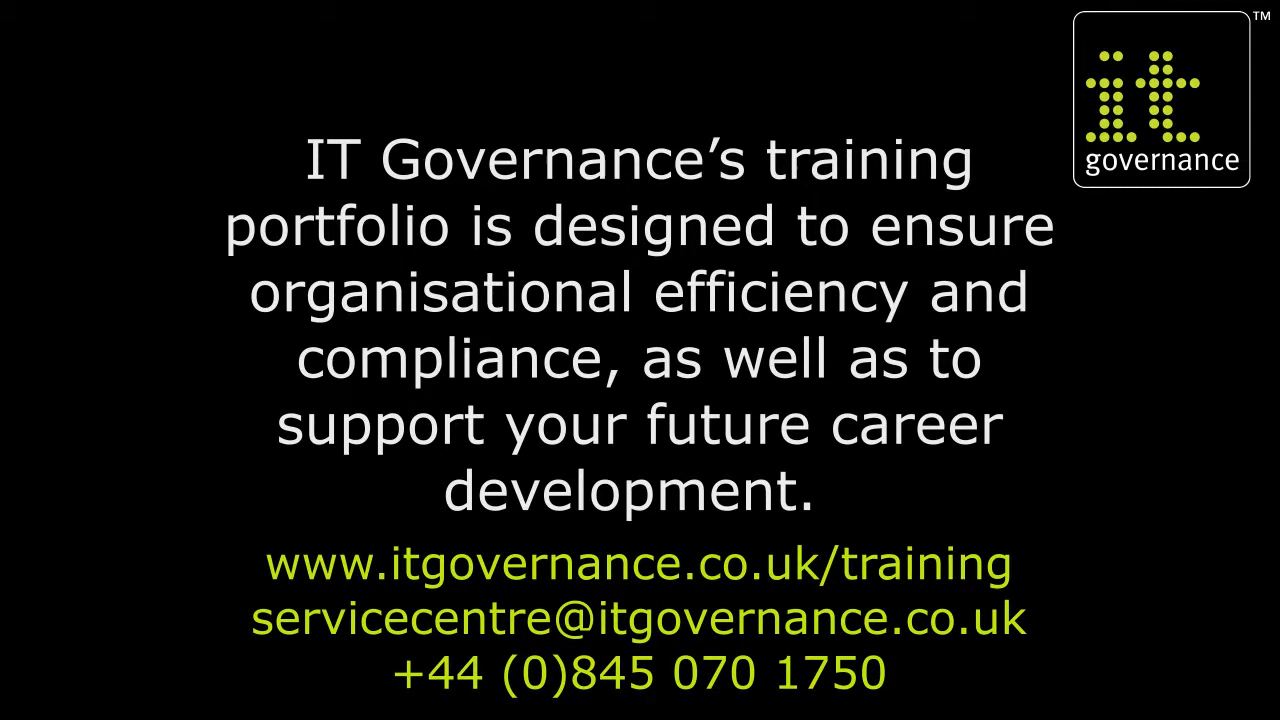 TM
it
governance
IT Governance’s training
portfolio is designed to ensure
organisational efficiency and
compliance, as well as to
support your future career
development.
www.itgovernance.co.uk/training
servicecentre@itgovernance.co.uk
+44 (0)845 070 1750